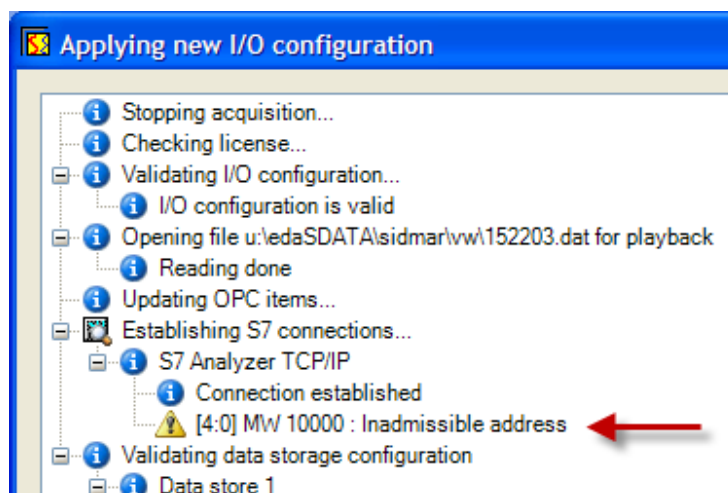 Applying new I/O configuration
Stopping acquisition...
Checking license...
Validating I/O configuration...
I/O configuration is valid
Opening file u:\edaSDATA\sidmar\vw\152203.dat for playback
Reading done
Updating OPC items...
Establishing S7 connections...
S7 Analyzer TCP/IP
Connection established
[4:0] MW 10000 : Inadmissible address
Validating data storage configuration
Data store 1